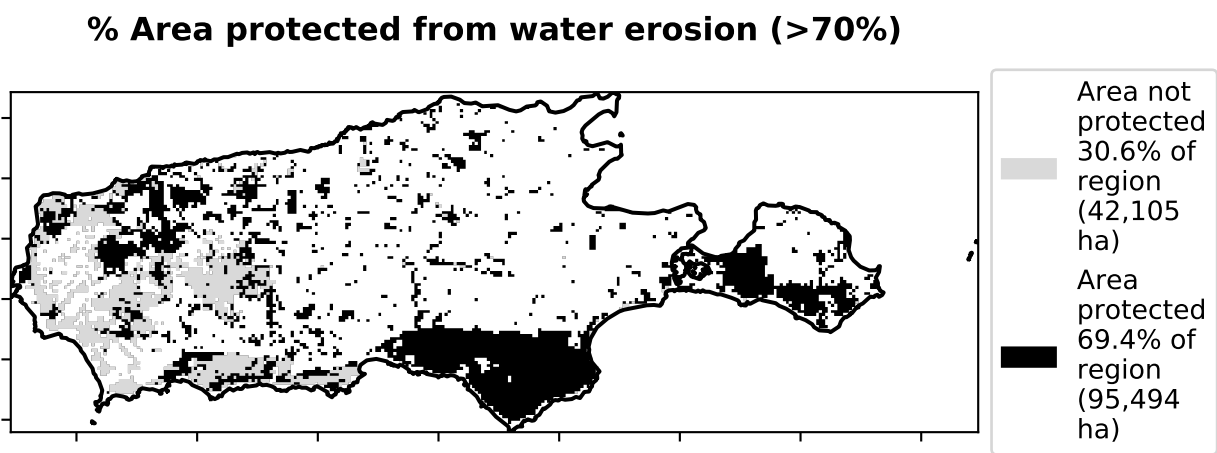 % Area protected from water erosion (>70%)
Area not
protected
30.6% of
region
(42,105
ha)
Area
protected
69.4% of
region
(95,494
ha)